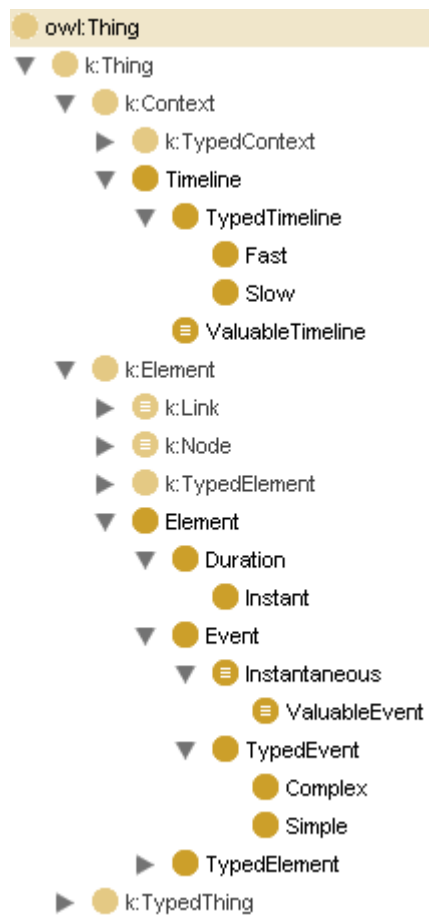 owl:Thing
k:Thing
k:Context
k:TypedContext
Timeline
TypedTimeline
Fast
Slow
ValuableTimeline
k:Element
k:Link
k:Node
k:TypedElement
Element
Duration
Instant
Event
Instantaneous
ValuableEvent
TypedEvent
Complex
Simple
TypedElement
k:TypedThing